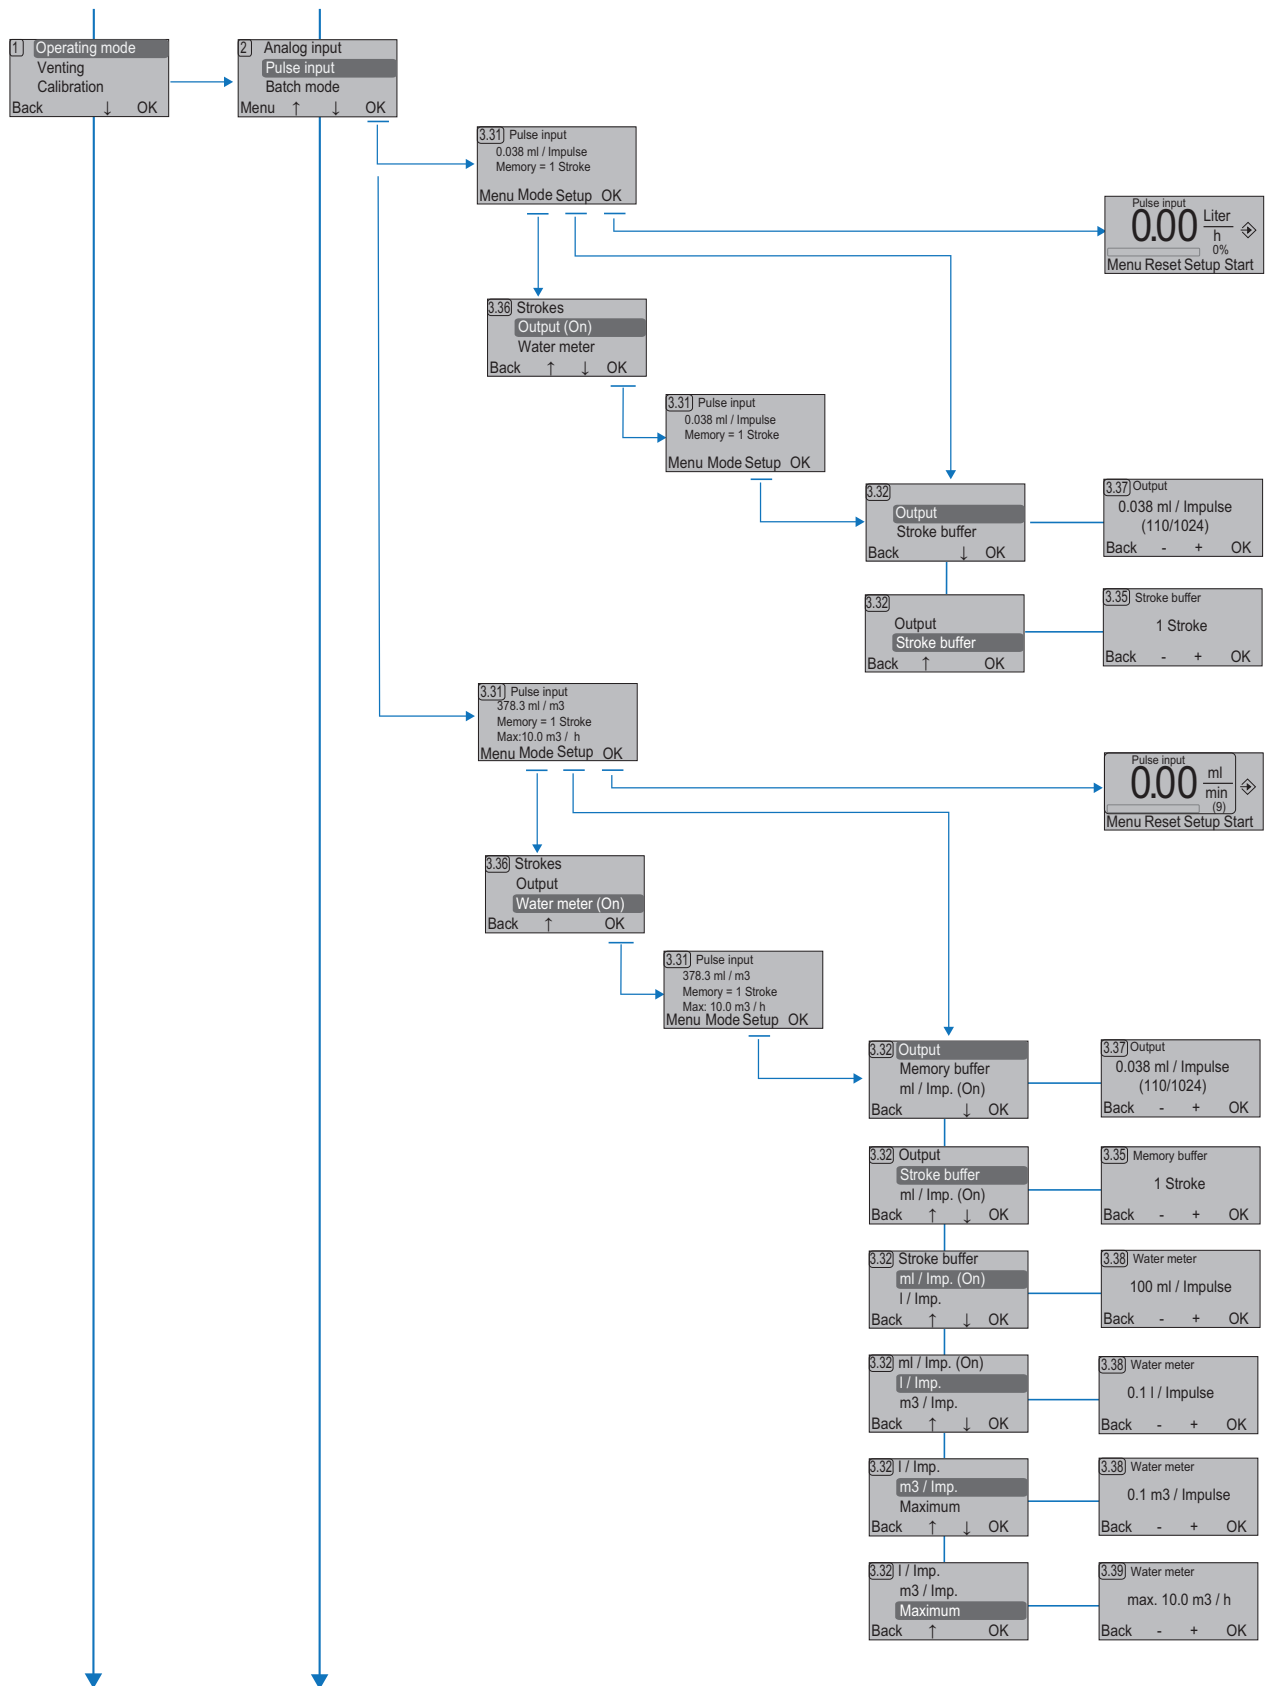 1 Operating mode
Venting
Calibration
Back ↓ OK
2 Analog input
Pulse input
Batch mode
Menu ↑ ↓ OK
3.31 Pulse input
0.038 ml / Impulse
Memory = 1 Stroke
Menu Mode Setup OK
Pulse input
0.00 Liter
h
0%
Menu Reset Setup Start
3.36 Strokes
Output (On)
Water meter
Back ↑ ↓ OK
3.31 Pulse input
0.038 ml / Impulse
Memory = 1 Stroke
Menu Mode Setup OK
3.32
Output
Stroke buffer
Back ↓ OK
3.37 Output
0.038 ml / Impulse
(110/1024)
Back - + OK
3.32
Output
Stroke buffer
Back ↑ OK
3.35 Stroke buffer
1 Stroke
Back - + OK
3.31 Pulse input
378.3 ml / m3
Memory = 1 Stroke
Max:10.0 m3 / h
Menu Mode Setup OK
Pulse input
0.00 ml
min
(9)
Menu Reset Setup Start
3.36 Strokes
Output
Water meter (On)
Back ↑ OK
3.31 Pulse input
378.3 ml / m3
Memory = 1 Stroke
Max: 10.0 m3 / h
Menu Mode Setup OK
3.32 Output
Memory buffer
ml / Imp. (On)
Back ↓ OK
3.37 Output
0.038 ml / Impulse
(110/1024)
Back - + OK
3.32 Output
Stroke buffer
ml / Imp. (On)
Back ↑ ↓ OK
3.35 Memory buffer
1 Stroke
Back - + OK
3.32 Stroke buffer
ml / Imp. (On)
l / Imp.
Back ↑ ↓ OK
3.38 Water meter
100 ml / Impulse
Back - + OK
3.32 ml / Imp. (On)
l / Imp.
m3 / Imp.
Back ↑ ↓ OK
3.38 Water meter
0.1 l / Impulse
Back - + OK
3.32 l / Imp.
m3 / Imp.
Maximum
Back ↑ ↓ OK
3.38 Water meter
0.1 m3 / Impulse
Back - + OK
3.32 l / Imp.
m3 / Imp.
Maximum
Back ↑ OK
3.39 Water meter
max. 10.0 m3 / h
Back - + OK